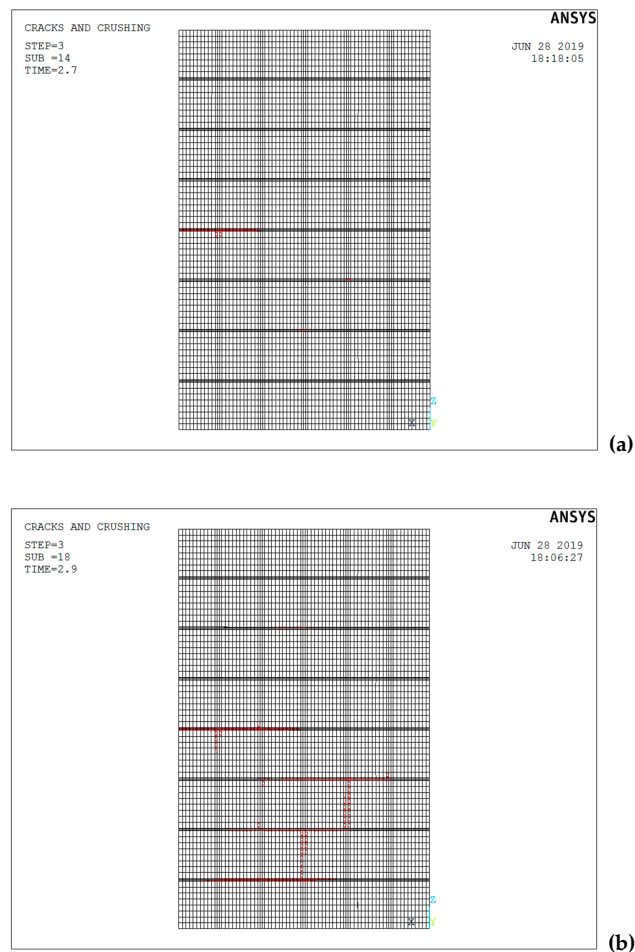 ANSYS
CRACKS AND CRUSHING
STEP=3
SUB =14
TIME=2.7
JUN 28 2019
18:18:05
Z
X
Y
(a)
ANSYS
CRACKS AND CRUSHING
STEP=3
SUB =18
TIME=2.9
JUN 28 2019
18:06:27
Z
X
Y
(b)